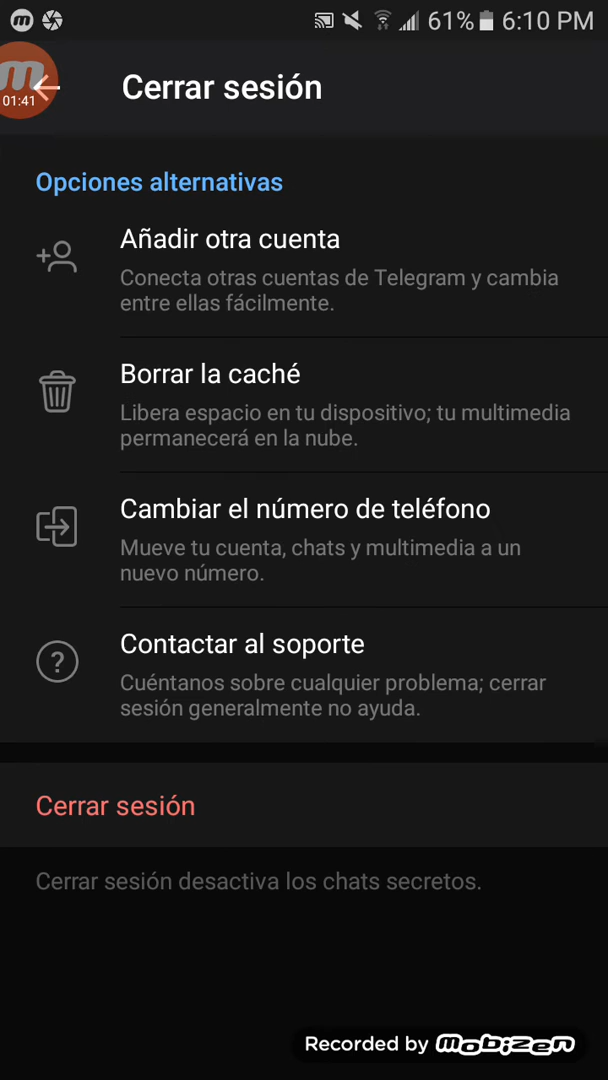 61% 6:10 PM
01:41
Cerrar sesión
Opciones alternativas
Añadir otra cuenta
Conecta otras cuentas de Telegram y cambia
entre ellas fácilmente.
Borrar la caché
Libera espacio en tu dispositivo; tu multimedia
permanecerá en la nube.
Cambiar el número de teléfono
Mueve tu cuenta, chats y multimedia a un
nuevo número.
Contactar al soporte
Cuéntanos sobre cualquier problema; cerrar
sesión generalmente no ayuda.
Cerrar sesión
Cerrar sesión desactiva los chats secretos.
Recorded by mobizen